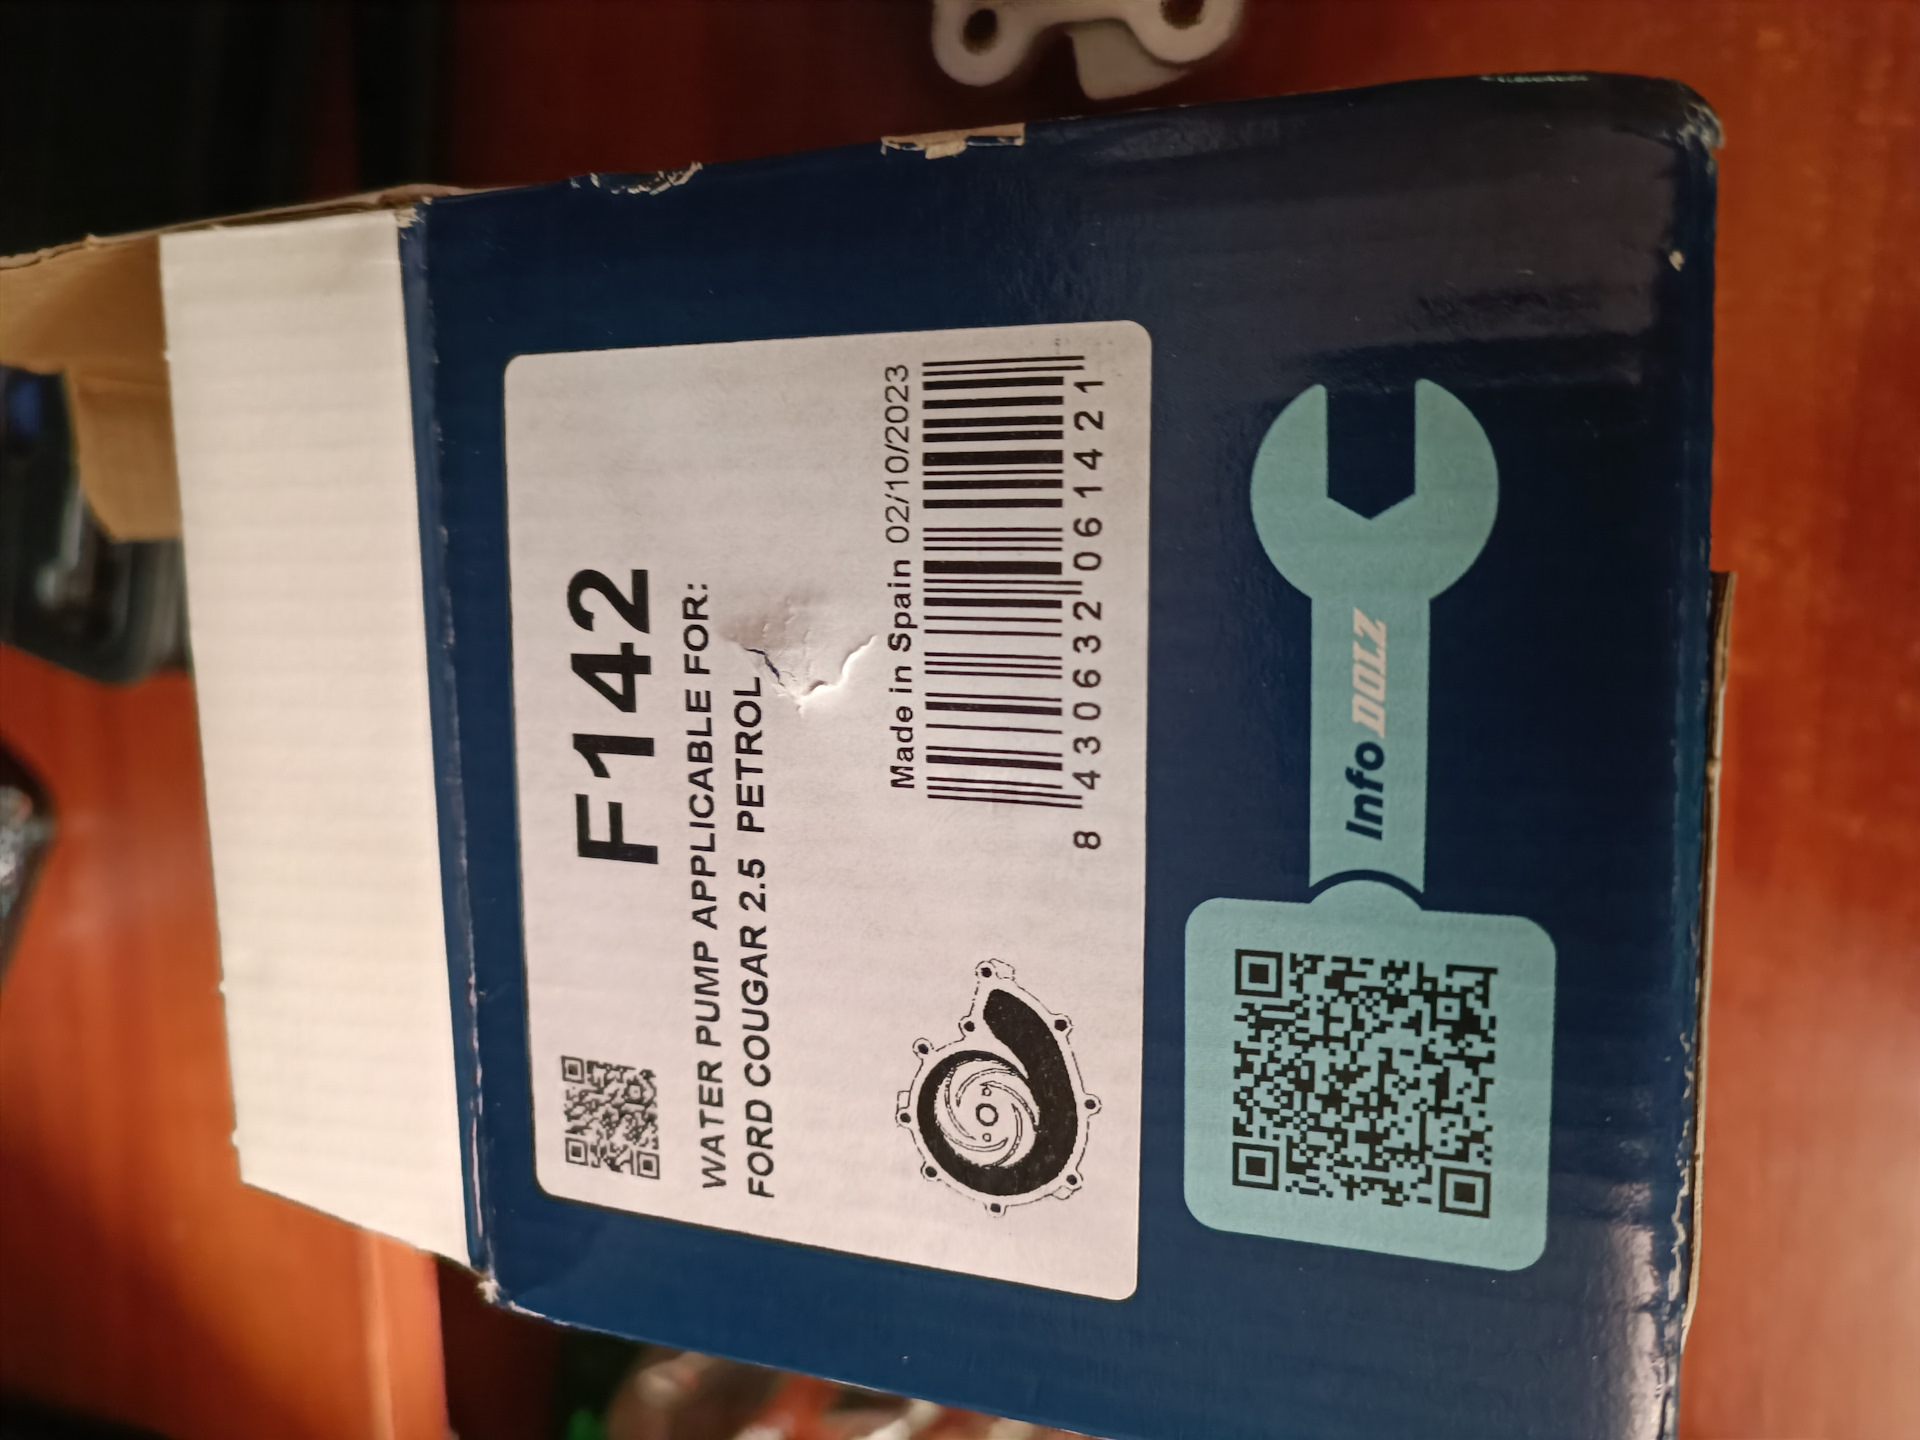 F142
WATER PUMP APPLICABLE FOR:
FORD COUGAR 2.5 PETROL
Made in Spain 02/10/2023
8 430632 061421
Info DOLZ